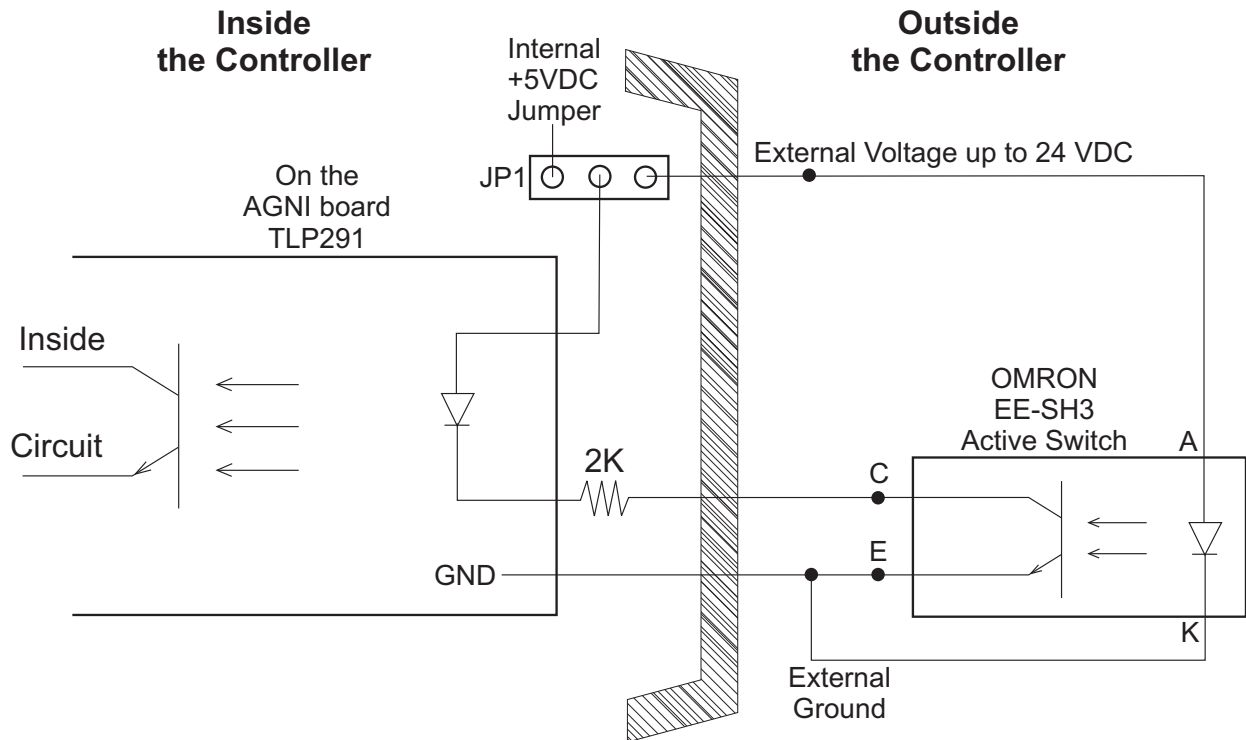 Inside
the Controller
Outside
the Controller
Internal
+5VDC
Jumper
JP1
External Voltage up to 24 VDC
On the
AGNI board
TLP291
Inside
Circuit
2K
GND
OMRON
EE-SH3
Active Switch
A
C
E
K
External
Ground